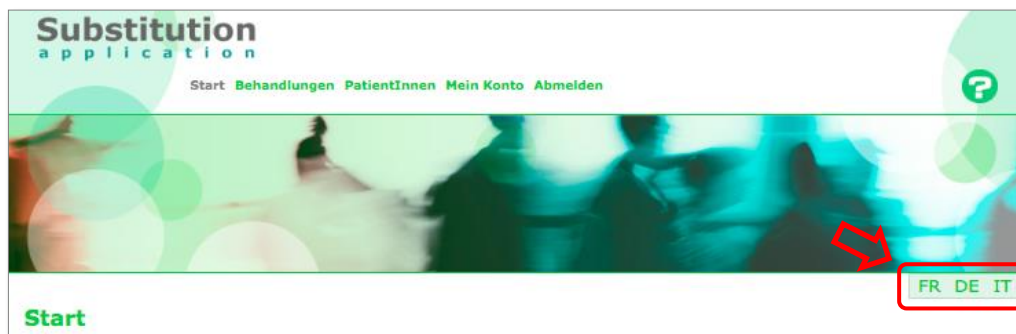 Substitution
application
Start Behandlungen PatientInnen Mein Konto Abmelden
?
FR DE IT
Start